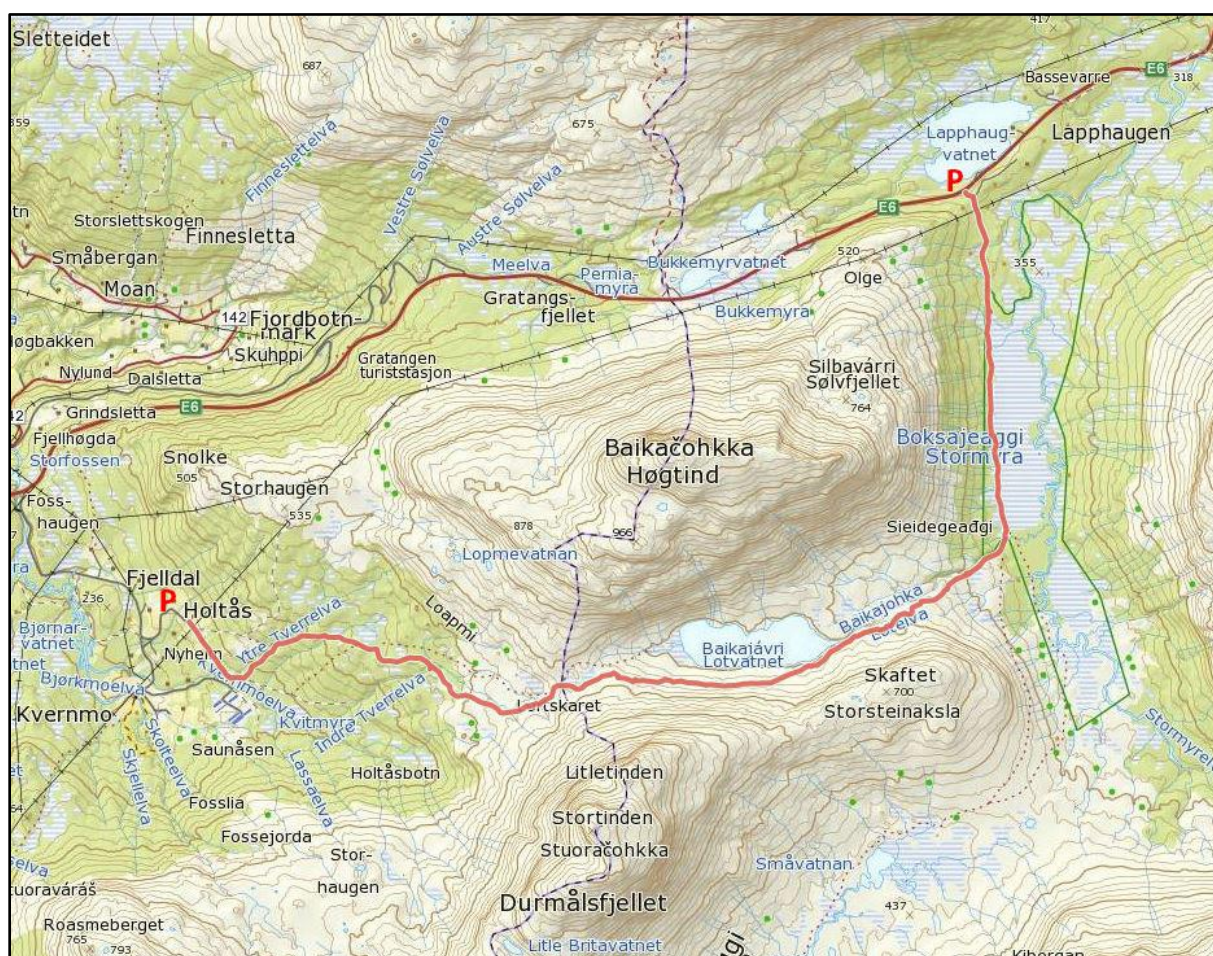 Sletteidet
417
Bassevarre
E6
318
687
675
859
Finneslettelva
Vestre Sølvelva
Austre Sølvelva
Lapphaug-
vatnet
Lapphaugen
P
E6
Storslettskogen
Finnesletta
Småbergan
Moan
Meelva
Pernia-
myra
Bukkemyrvatnet
520
Olge
355
Gratangs-
fjellet
Bukkemyra
142
Fjordbotn-
mark
Skuhppi
Nylund
Dalsletta
Gratangen
turiststasjon
Silbavárri
Sølvfjellet
764
Grindsletta
E6
Fjellhøgda
Storfossen
Snolke
505
Storhaugen
535
Baikačohkka
Høgtind
Boksajeaggi
Stormyra
Foss-
haugen
878
966
Lopmevatnan
Sieidegeađgi
Fjelldal
P
Holtås
236
Bjørnar-
vatnet
Nyheim
Ytre Tverrelva
Loapmi
Baikajohka
Baikajávri
Lotvatnet
Bjørkmoelva
Kvernmoelva
Kvernmo
Kvitmyra
Indre Tverrelva
Skaftet
700
Storsteinaksla
Saunåsen
Skolteelva
Skjellelva
Lassaelva
Holtåsbotn
Litletinden
Fosslia
Fossejorda
Stortinden
Stuoračohkka
Stor-
haugen
Småvatnan
Durmålsfjellet
437
Roasmeberget
765
793
Litle Britavatnet
Kibergan